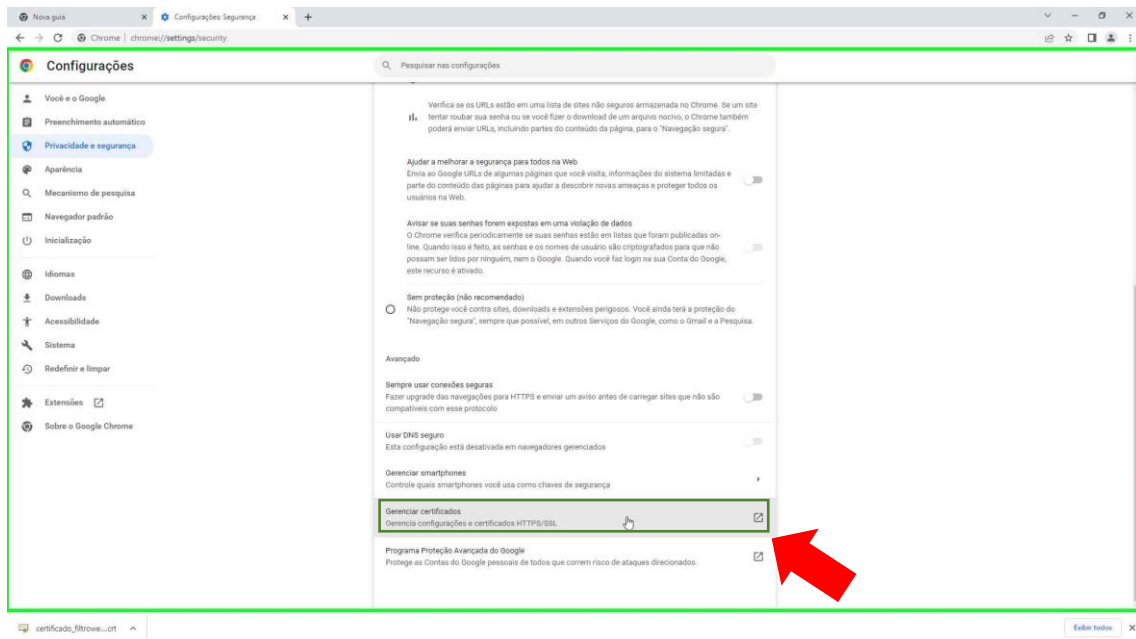 Nova guia
Configurações: Segurança
Chrome | chrome://settings/security
Configurações
Pesquisar nas configurações
Você e o Google
Preenchimento automático
Privacidade e segurança
Aparência
Mecanismo de pesquisa
Navegador padrão
Inicialização
Idiomas
Downloads
Acessibilidade
Sistema
Redefinir e limpar
Extensões
Sobre o Google Chrome
Verifica se os URLs estão em uma lista de sites não seguros armazenada no Chrome. Se um site
tentar roubar sua senha ou se você fizer o download de um arquivo nocivo, o Chrome também
poderá enviar URLs, incluindo partes do conteúdo da página, para o "Navegação segura".
Ajudar a melhorar a segurança para todos na Web
Envia ao Google URLs de algumas páginas que você visita, informações do sistema limitadas e
parte do conteúdo das páginas para ajudar a descobrir novas ameaças e proteger todos os
usuários na Web.
Avisar se suas senhas forem expostas em uma violação de dados
O Chrome verifica periodicamente se suas senhas estão em listas que foram publicadas on-
line. Quando isso é feito, as senhas e os nomes de usuário são criptografados para que não
possam ser lidos por ninguém, nem o Google. Quando você faz login na sua Conta do Google,
este recurso é ativado.
Sem proteção (não recomendado)
Não protege você contra sites, downloads e extensões perigosos. Você ainda terá a proteção do
"Navegação segura", sempre que possível, em outros Serviços do Google, como o Gmail e a Pesquisa.
Avançado
Sempre usar conexões seguras
Fazer upgrade das navegações para HTTPS e enviar um aviso antes de carregar sites que não são
compatíveis com esse protocolo
Usar DNS seguro
Esta configuração está desativada em navegadores gerenciados
Gerenciar smartphones
Controle quais smartphones você usa como chaves de segurança
Gerenciar certificados
Gerencia configurações e certificados HTTPS/SSL
Programa Proteção Avançada do Google
Protege as Contas do Google pessoais de todos que correm risco de ataques direcionados.
certificado_filtrowe....crt
Exibir todos